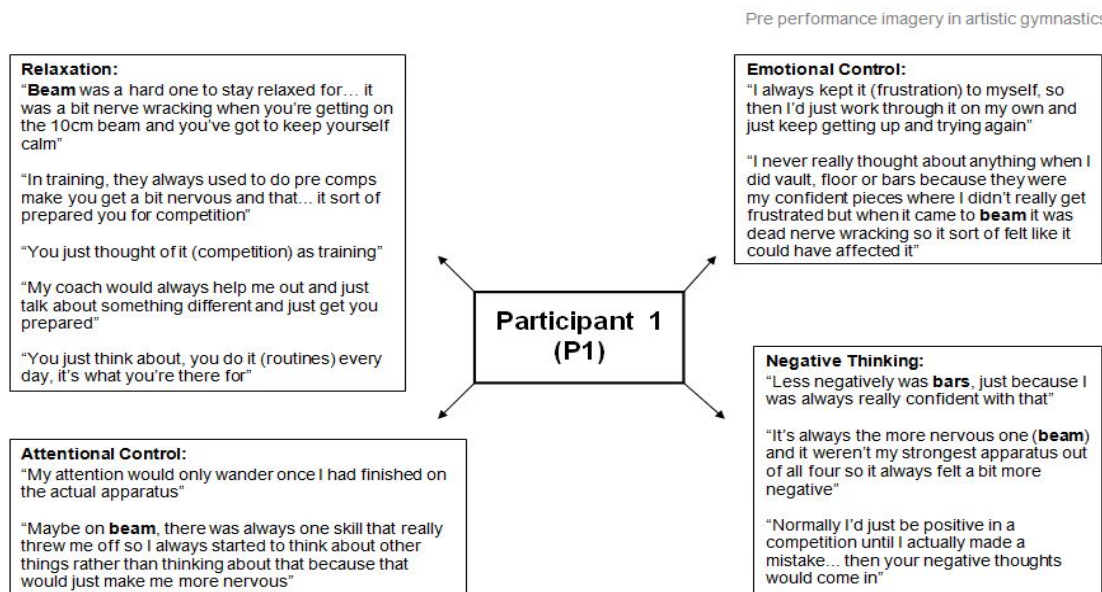 Pre performance imagery in artistic gymnastics
Relaxation:
“Beam was a hard one to stay relaxed for… it
was a bit nerve wracking when you’re getting on
the 10cm beam and you’ve got to keep yourself
calm”
“In training, they always used to do pre comps
make you get a bit nervous and that… it sort of
prepared you for competition”
“You just thought of it (competition) as training”
“My coach would always help me out and just
talk about something different and just get you
prepared”
“You just think about, you do it (routines) every
day, it’s what you’re there for”
Emotional Control:
“I always kept it (frustration) to myself, so
then I’d just work through it on my own and
just keep getting up and trying again”
“I never really thought about anything when I
did vault, floor or bars because they were
my confident pieces where I didn’t really get
frustrated but when it came to beam it was
dead nerve wracking so it sort of felt like it
could have affected it”
Participant 1
(P1)
Attentional Control:
“My attention would only wander once I had finished on
the actual apparatus”
“Maybe on beam, there was always one skill that really
threw me off so I always started to think about other
things rather than thinking about that because that
would just make me more nervous”
Negative Thinking:
“Less negatively was bars, just because I
was always really confident with that”
“It’s always the more nervous one (beam)
and it weren’t my strongest apparatus out
of all four so it always felt a bit more
negative”
“Normally I’d just be positive in a
competition until I actually made a
mistake… then your negative thoughts
would come in”